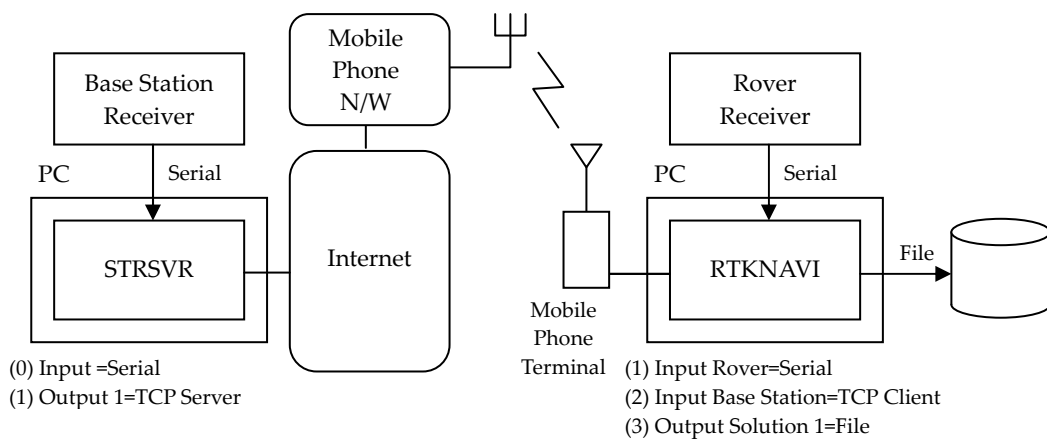 Base Station
Receiver
PC
Serial
STRSVR
(0) Input =Serial
(1) Output 1=TCP Server
Mobile
Phone
N/W
Internet
Mobile
Phone
Terminal
Rover
Receiver
PC
Serial
RTKNAVI
File
(1) Input Rover=Serial
(2) Input Base Station=TCP Client
(3) Output Solution 1=File